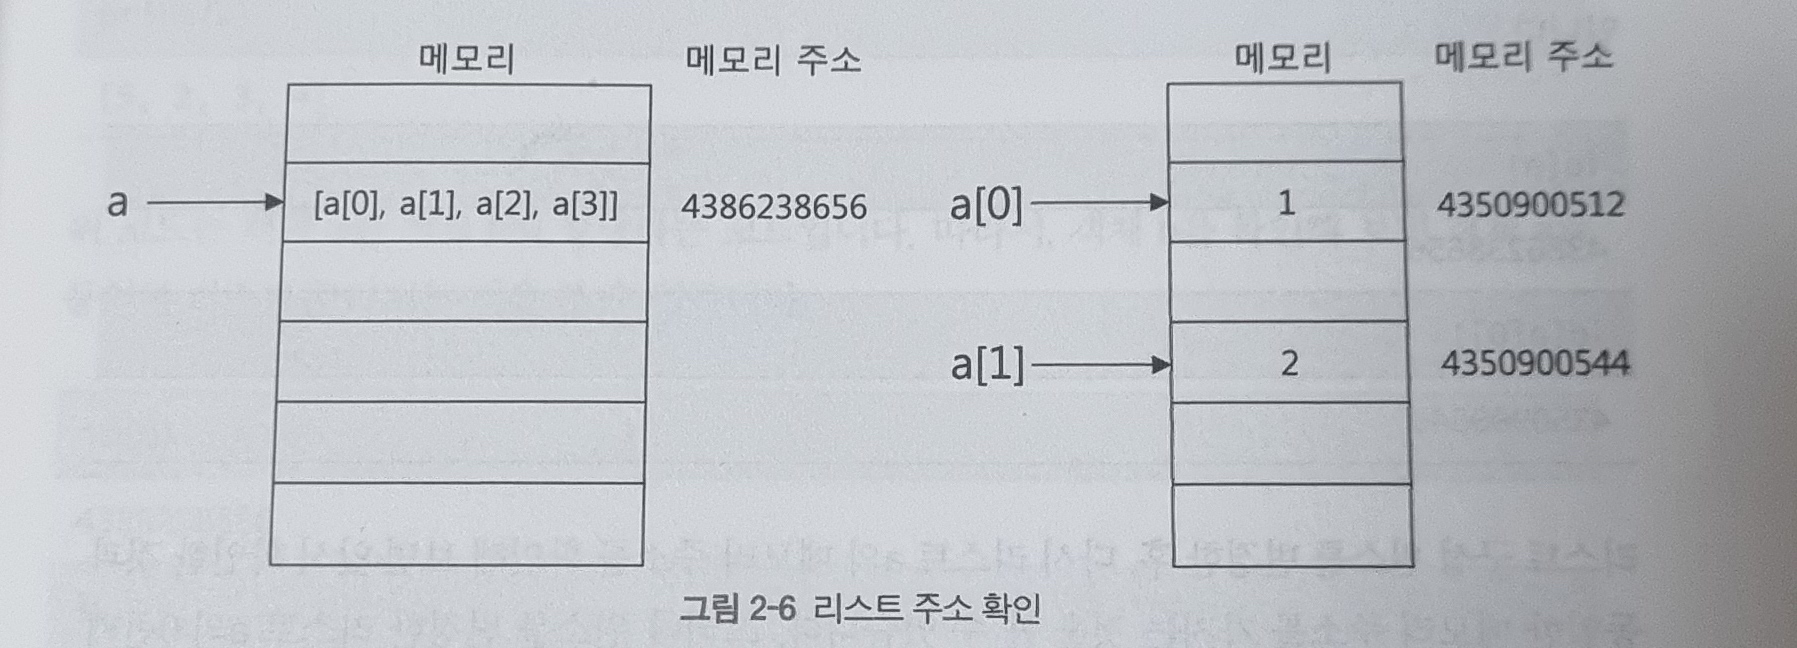 메모리 메모리 주소 메모리 메모리 주소
a [a[0], a[1], a[2], a[3]] 4386238656 a[0] 1 4350900512
a[1] 2 4350900544
그림 2-6 리스트 주소 확인